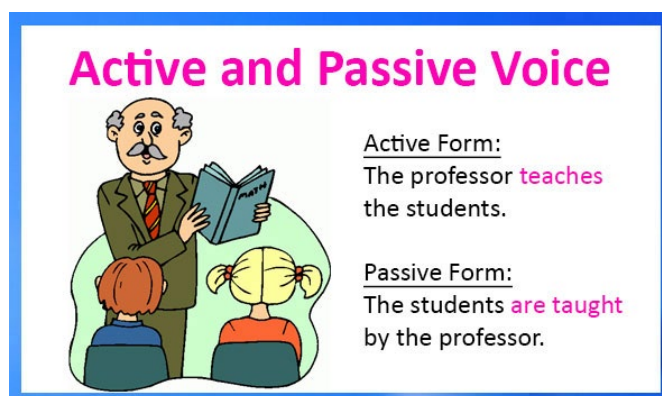 Active and Passive Voice
MATH
Active Form:
The professor teaches
the students.
Passive Form:
The students are taught
by the professor.